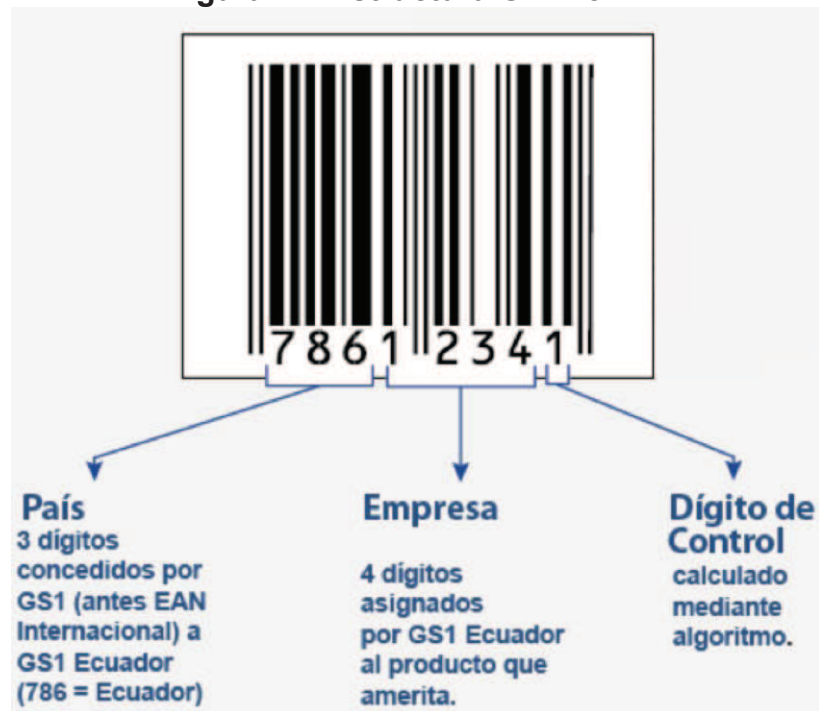 7861 2341
País
3 dígitos
concedidos por
GS1 (antes EAN
Internacional) a
GS1 Ecuador
(786 = Ecuador)
Empresa
4 dígitos
asignados
por GS1 Ecuador
al producto que
amerita.
Dígito de
Control
calculado
mediante
algoritmo.